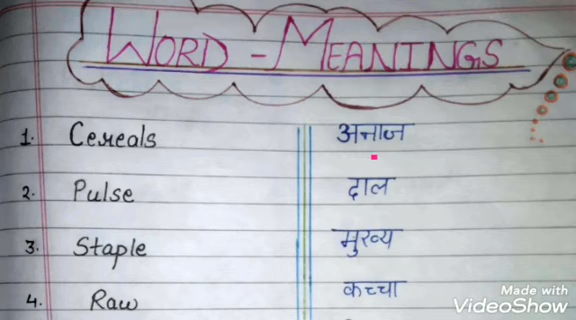 WORD - MEANINGS
1. Cereals अनाज
2. Pulse दाल
3. Staple मुख्य
4. Raw कच्चा
Made with
VideoShow